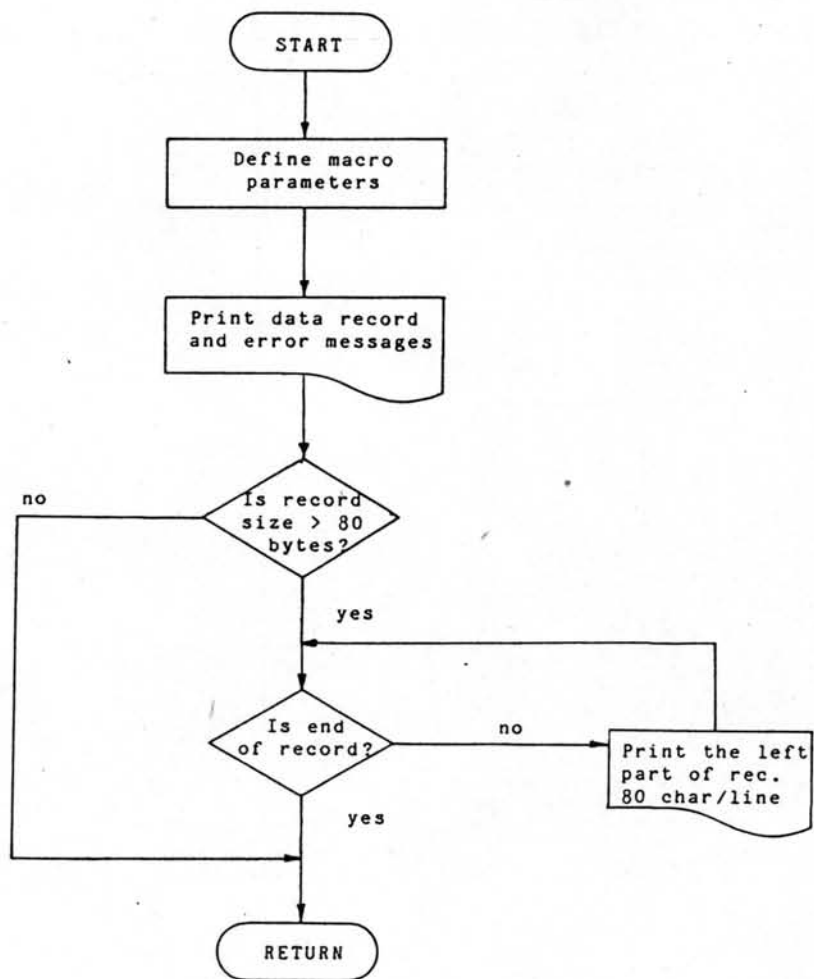 START
Define macro
parameters
Print data record
and error messages
no
Is record
size > 80
bytes?
yes
Is end
of record?
no
Print the left
part of rec.
80 char/line
yes
RETURN